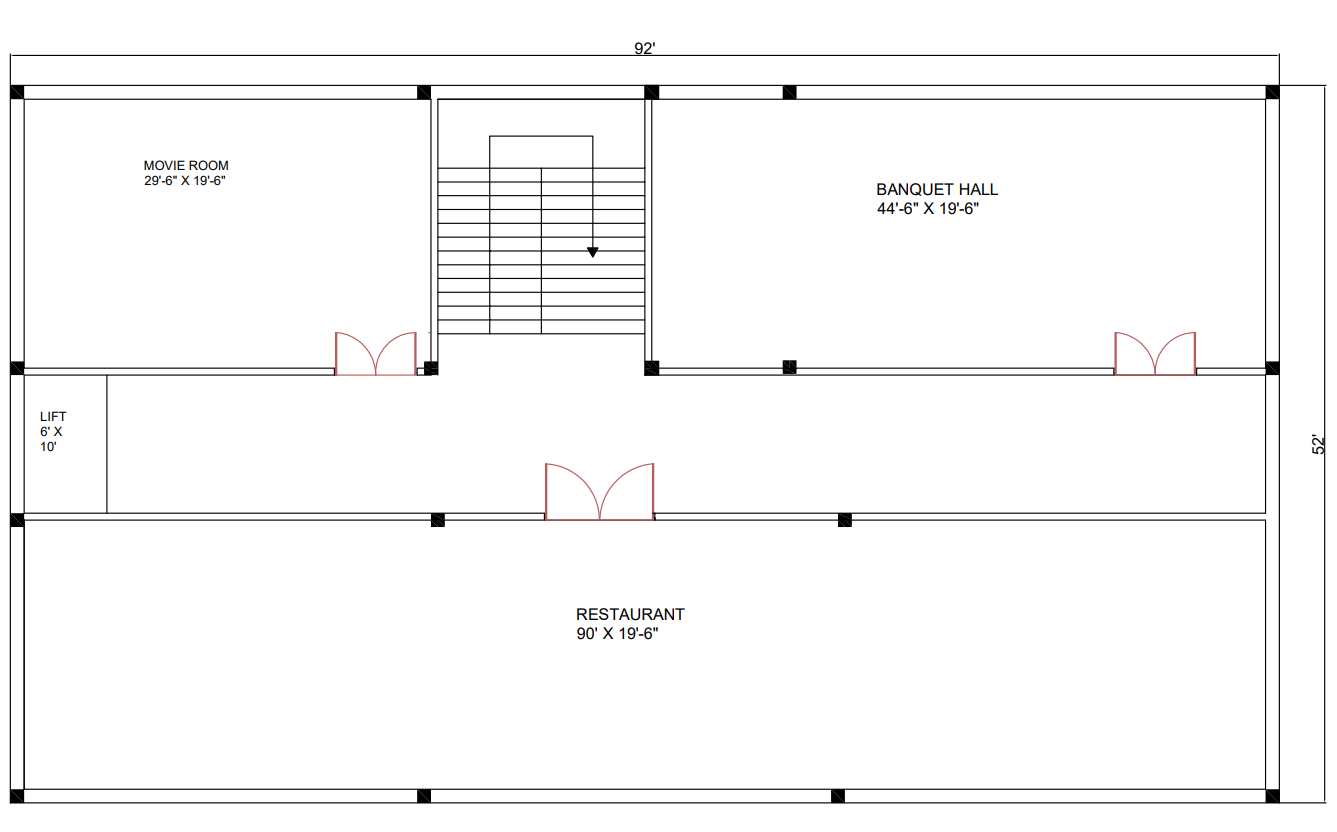 92'
MOVIE ROOM
29'-6" X 19'-6"
BANQUET HALL
44'-6" X 19'-6"
LIFT
6' X
10'
52'
RESTAURANT
90' X 19'-6"